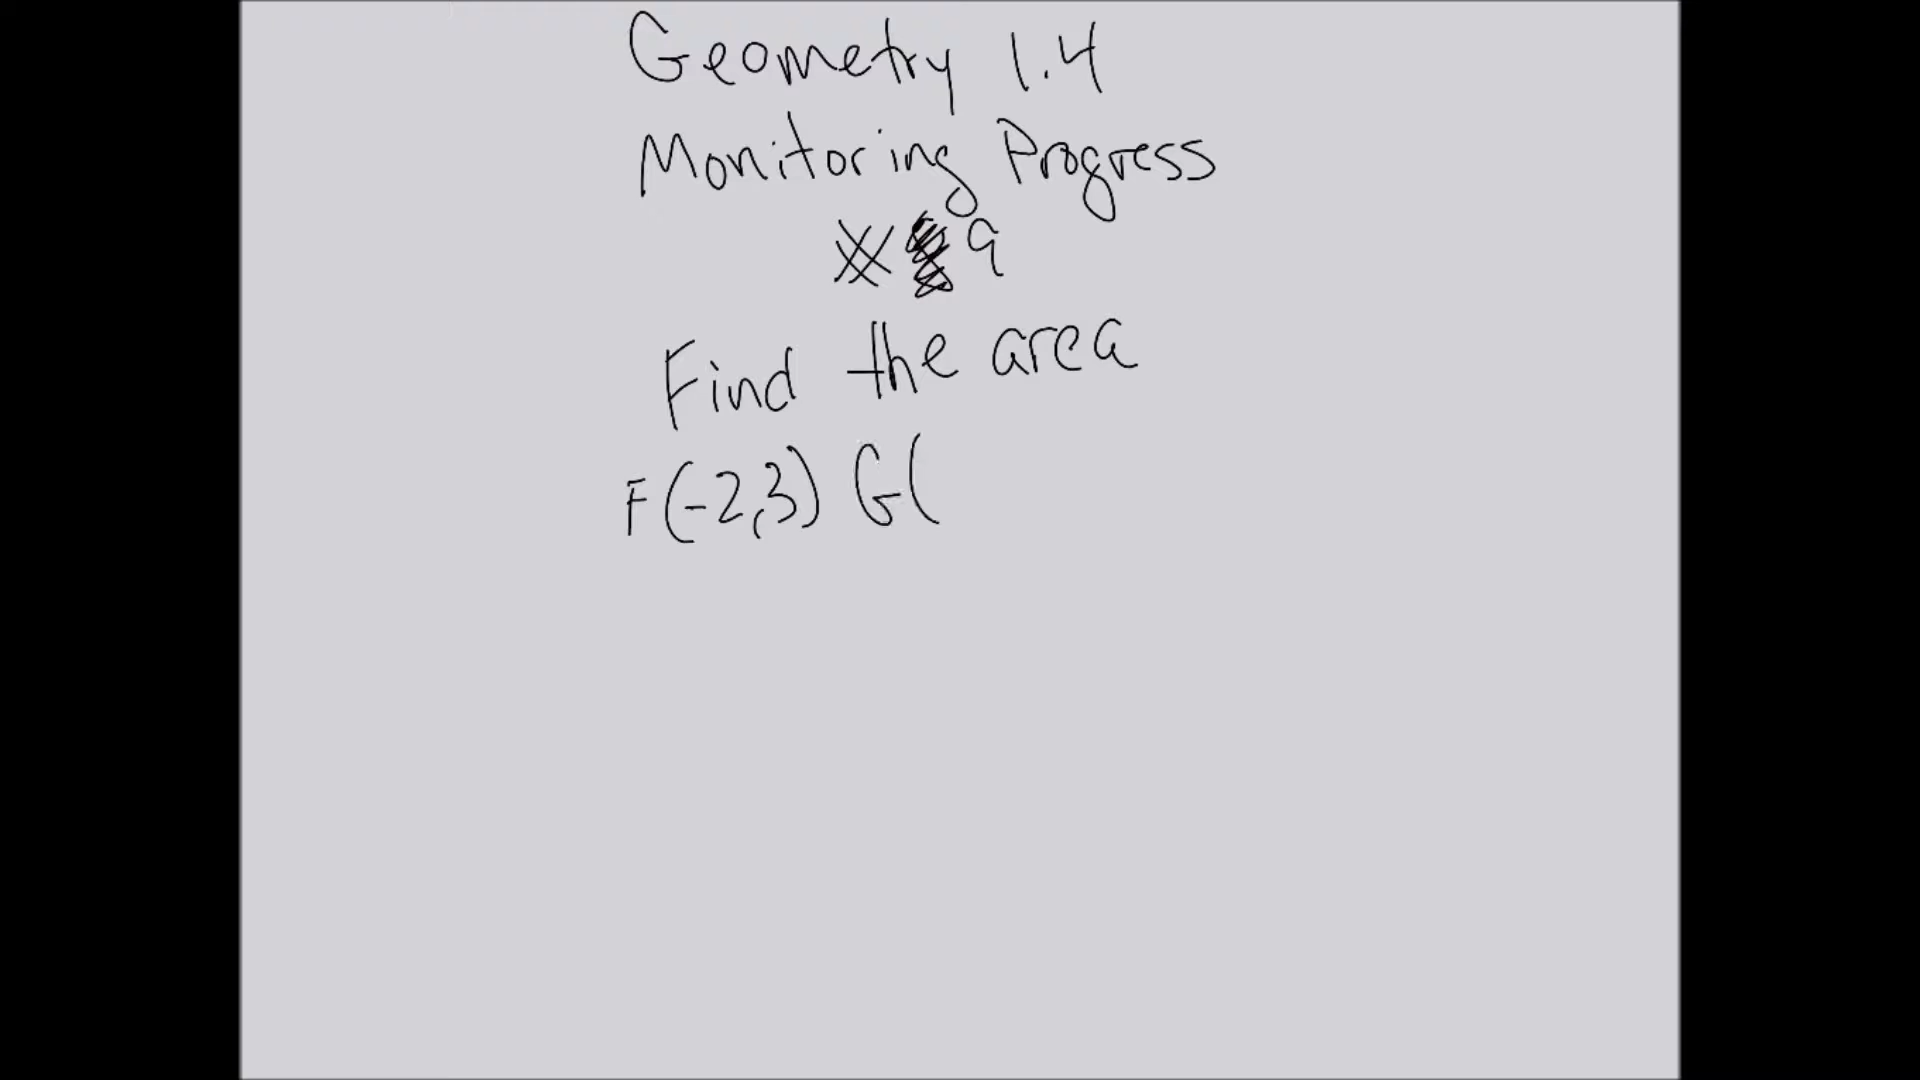 Geometry 1.4
Monitoring Progress
# 9
Find the area
F(-2,3) G(